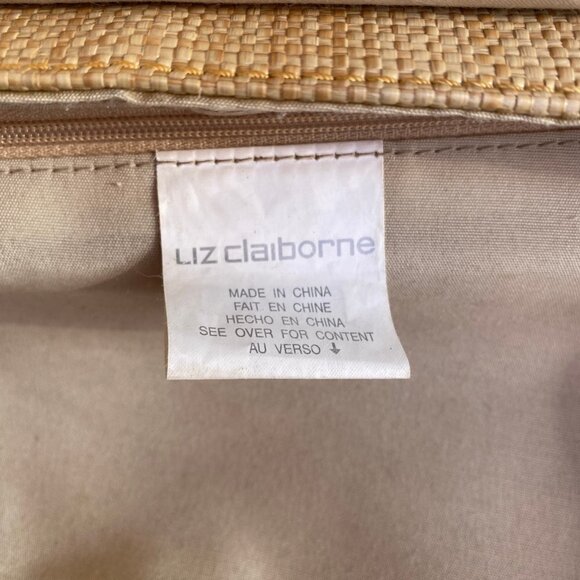 LIZ claiborne
MADE IN CHINA
FAIT EN CHINE
HECHO EN CHINA
SEE OVER FOR CONTENT
AU VERSO ↓